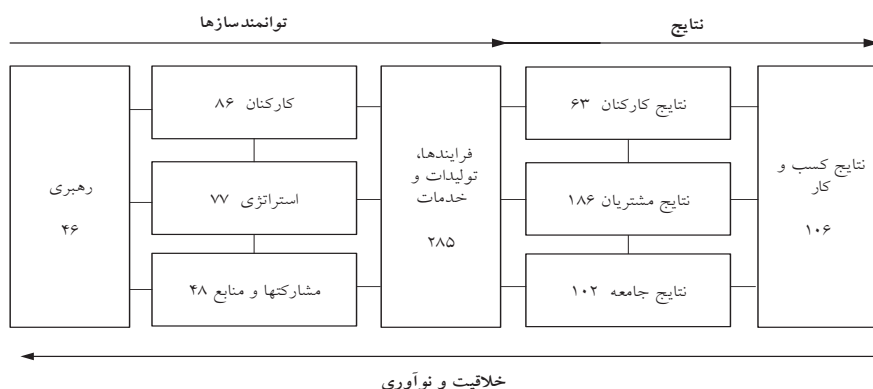 توانمندسازها
نتایج
رهبری
۴۶
کارکنان ۸۶
استراتژی ۷۷
مشارکتها و منابع ۴۸
فرایندها،
تولیدات و
خدمات
۲۸۵
نتایج کارکنان ۶۳
نتایج مشتریان ۱۸۶
نتایج جامعه ۱۰۲
نتایج کسب و
کار
۱۰۶
خلاقیت و نوآوری